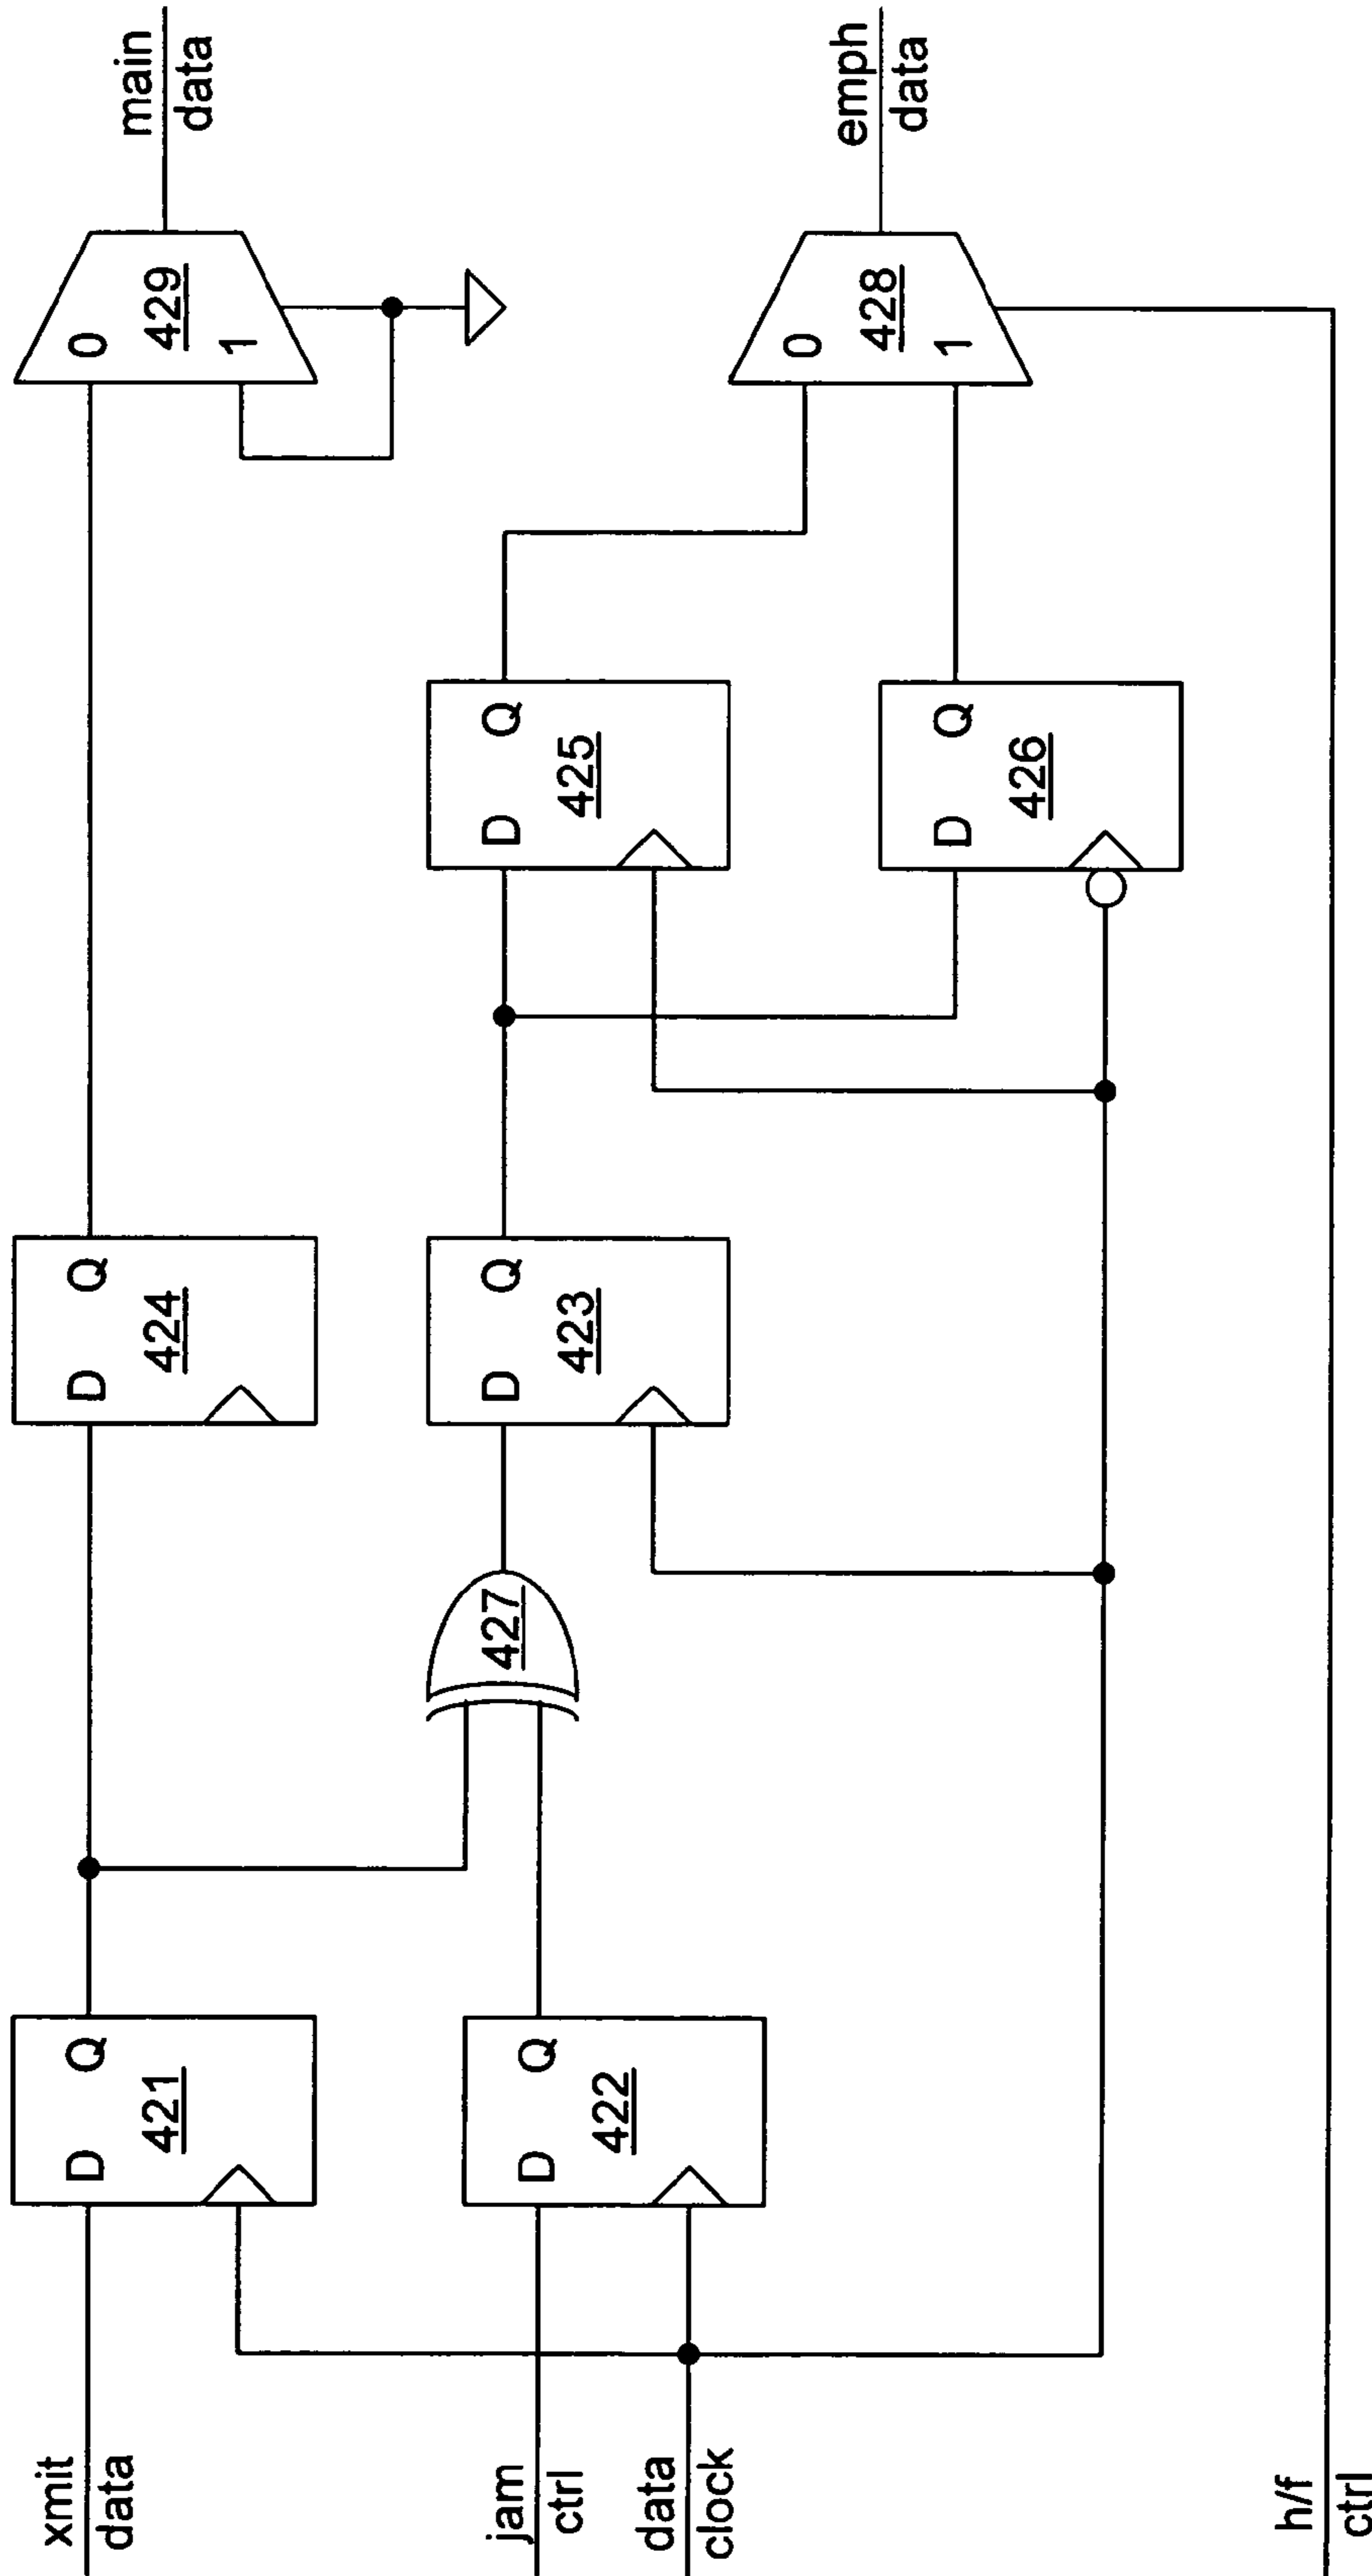 xmit
data
jam
ctrl
data
clock
h/f
ctrl
D Q
421
D Q
422
427
D Q
424
D Q
423
D Q
425
D Q
426
0
1
429
0
1
428
main
data
emph
data